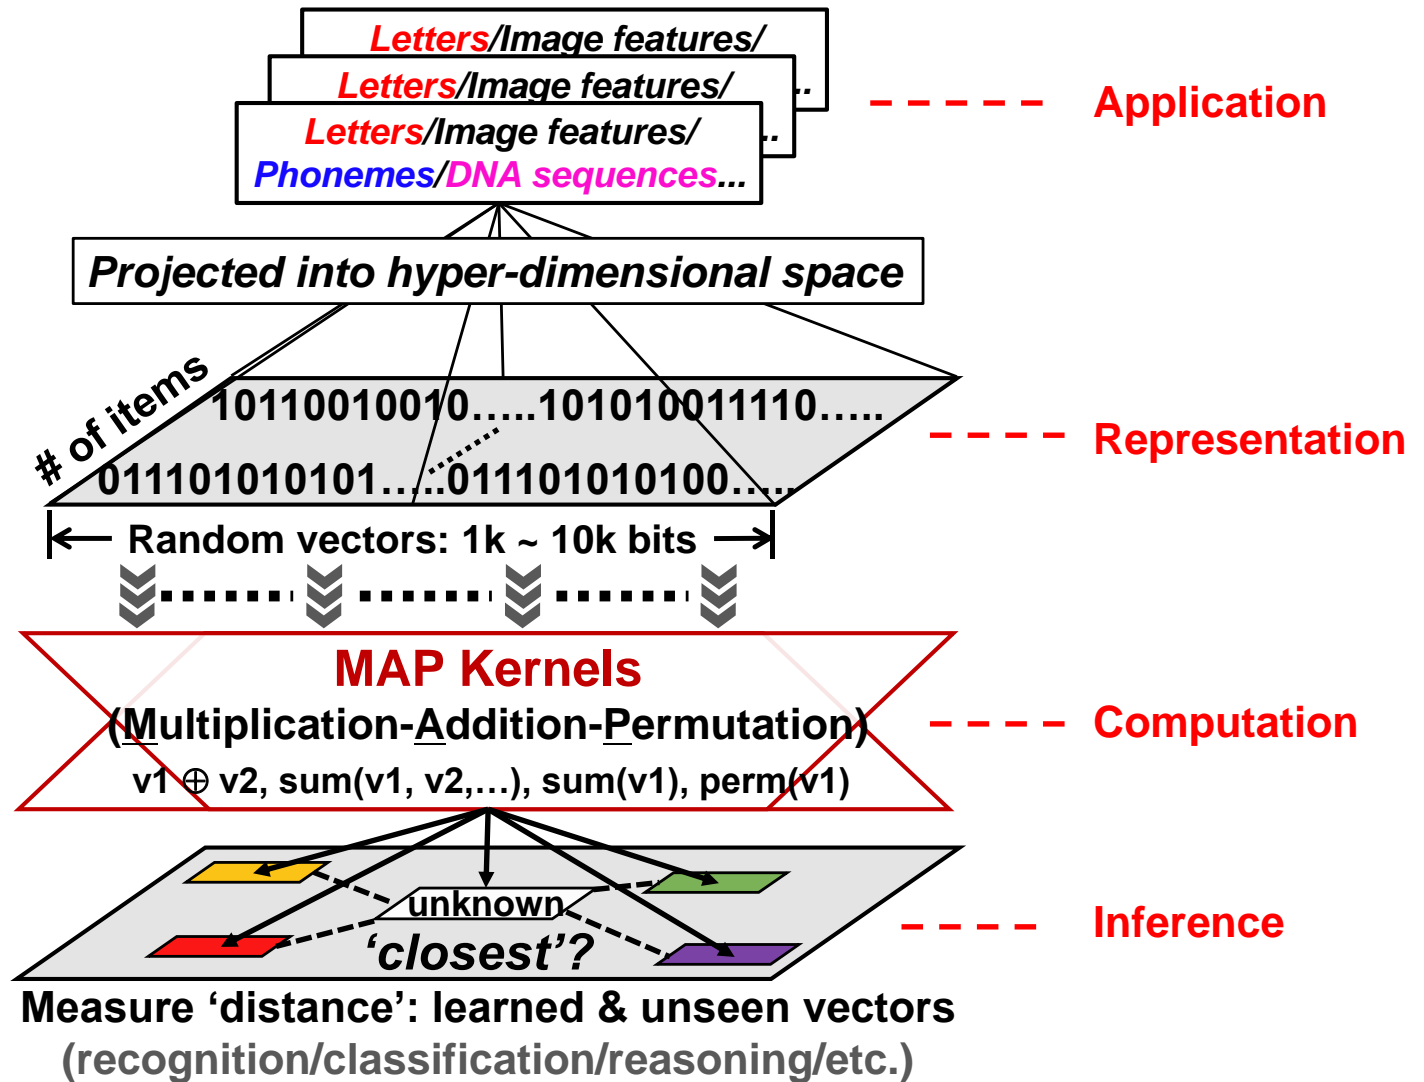 Letters/Image features/
..
Letters/Image features/
..
Letters/Image features/
Phonemes/DNA sequences...
Application
Projected into hyper-dimensional space
# of items
10110010010…..101010011110…..
011101010101…..011101010100…..
Representation
Random vectors: 1k ~ 10k bits
MAP Kernels
(Multiplication-Addition-Permutation)
v1 ⊕ v2, sum(v1, v2,…), sum(v1), perm(v1)
Computation
unknown
‘closest’?
Inference
Measure ‘distance’: learned & unseen vectors
(recognition/classification/reasoning/etc.)